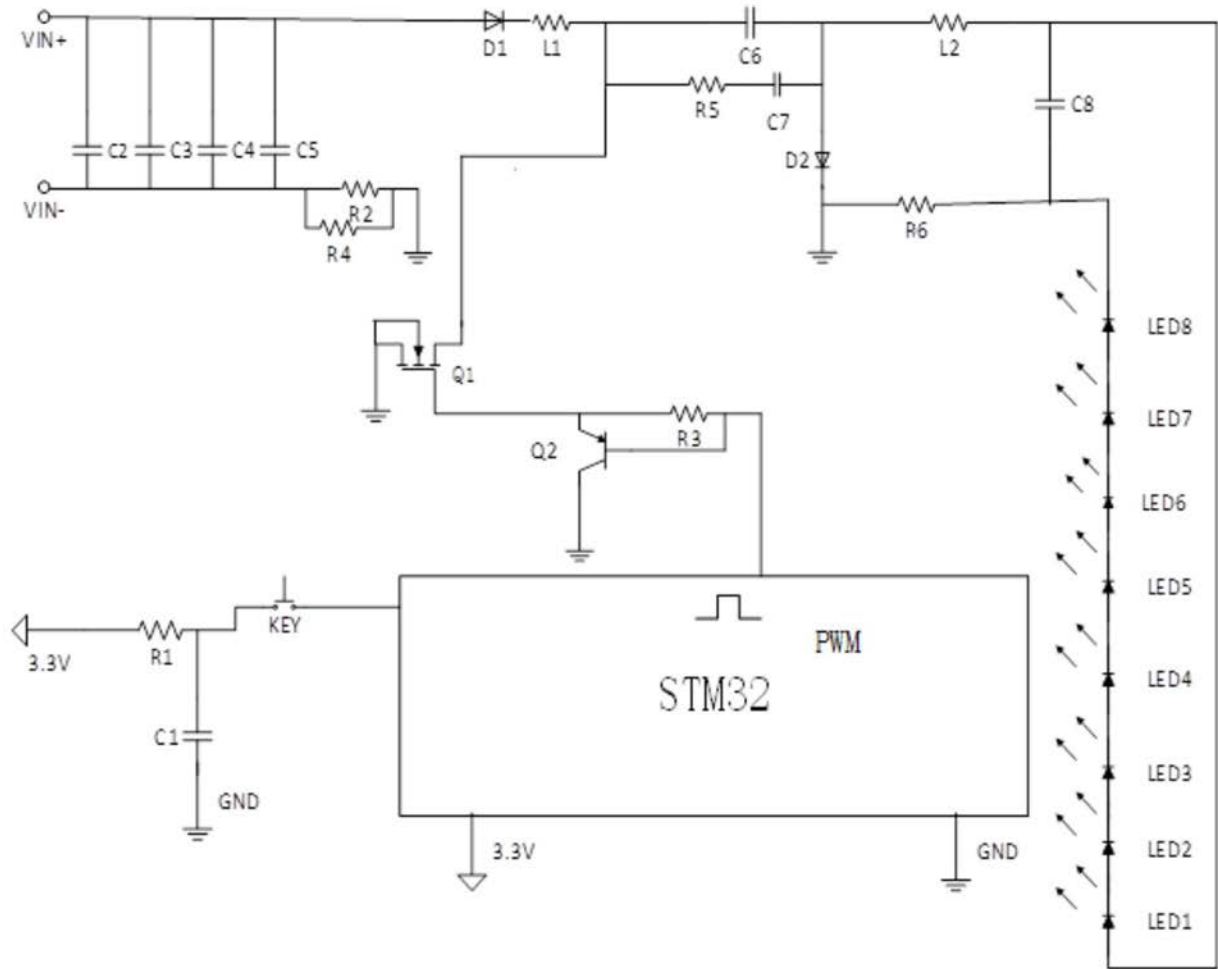 VIN+
D1
L1
C6
L2
R5
C7
C8
C2
C3
C4
C5
D2
VIN-
R2
R4
R6
LED8
Q1
LED7
R3
Q2
LED6
LED5
KEY
PWM
3.3V
R1
STM32
LED4
C1
LED3
GND
3.3V
GND
LED2
LED1